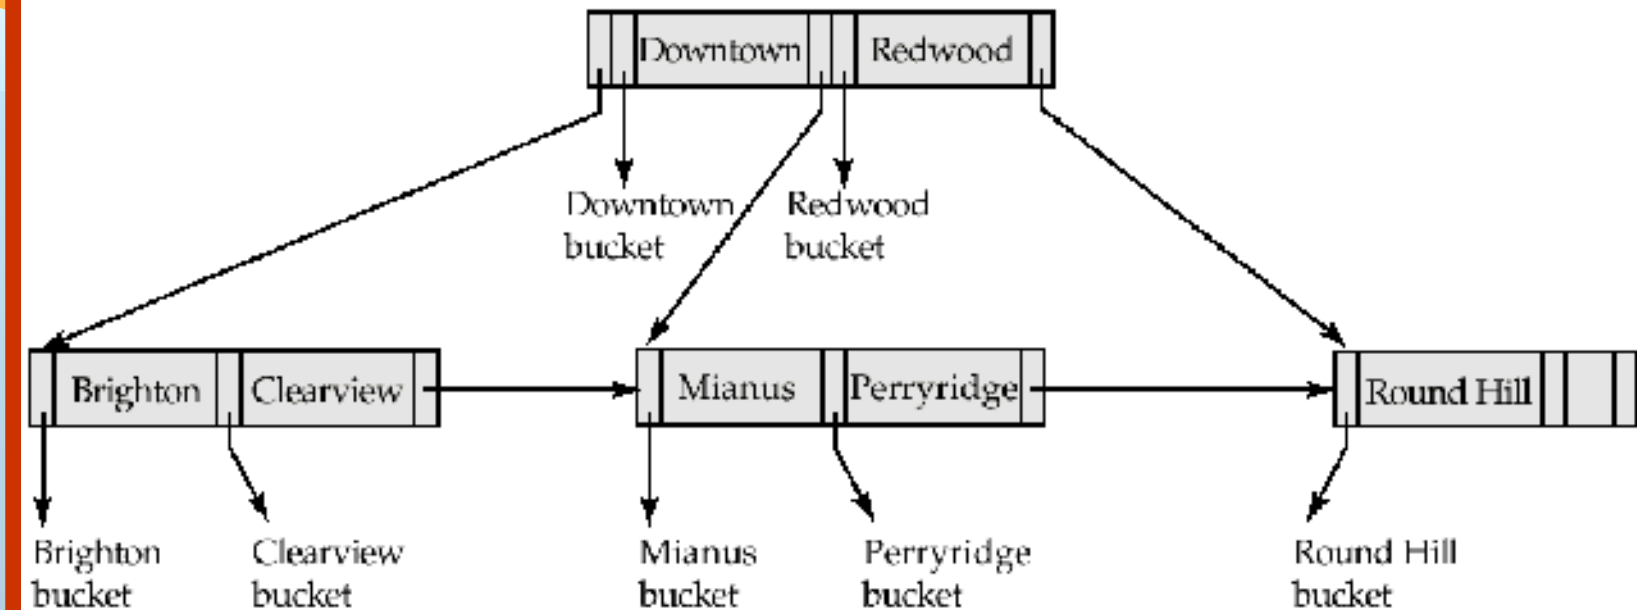 Downtown Redwood
Downtown Redwood
bucket bucket
Brighton Clearview Mianus Perryridge Round Hill
Brighton Clearview Mianus Perryridge Round Hill
bucket bucket bucket bucket bucket